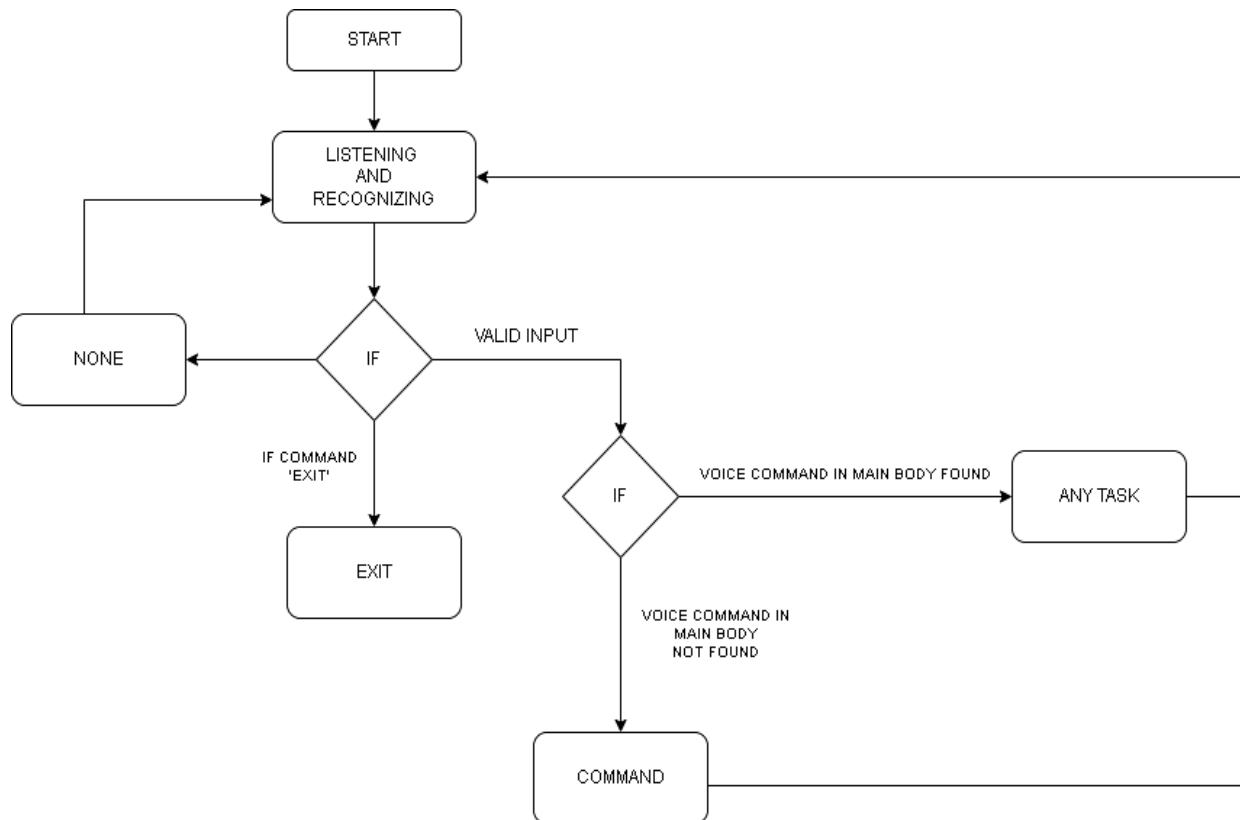 START
LISTENING
AND
RECOGNIZING
VALID INPUT
NONE
IF
IF COMMAND
'EXIT'
VOICE COMMAND IN MAIN BODY FOUND
IF
ANY TASK
EXIT
VOICE COMMAND IN
MAIN BODY
NOT FOUND
COMMAND